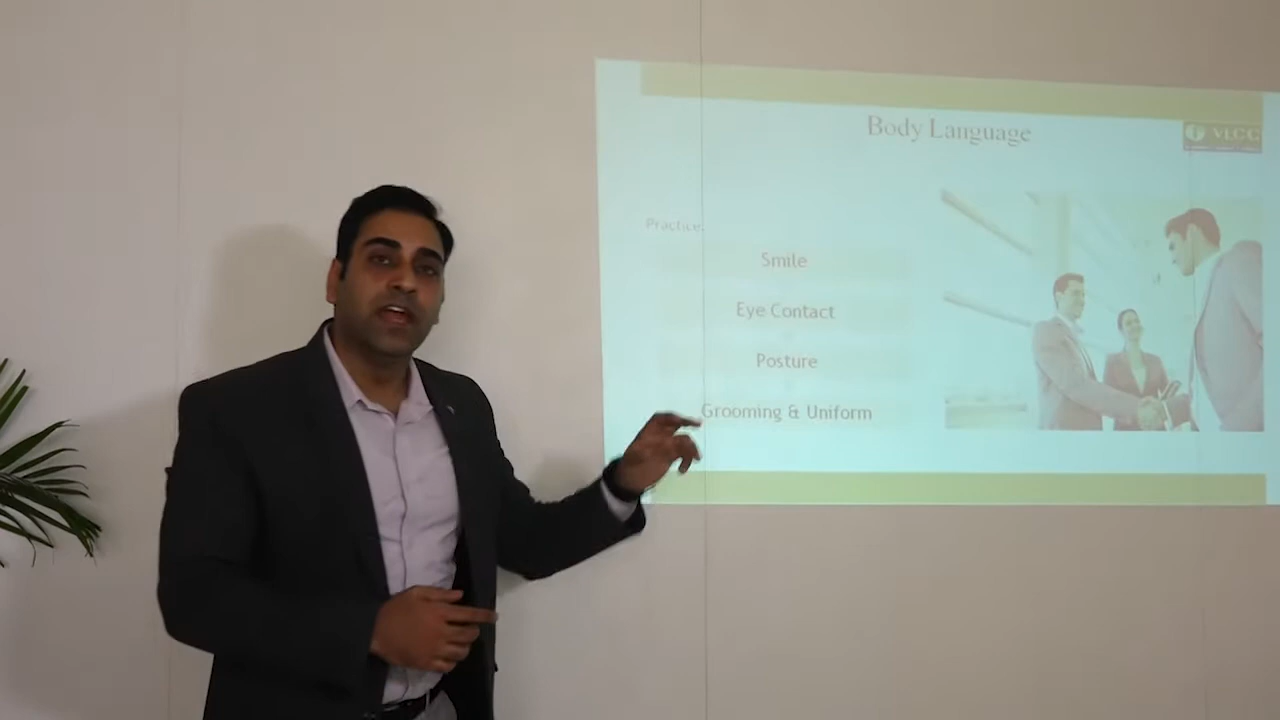 Body Language
VLCC
Practice:
Smile
Eye Contact
Posture
Grooming & Uniform